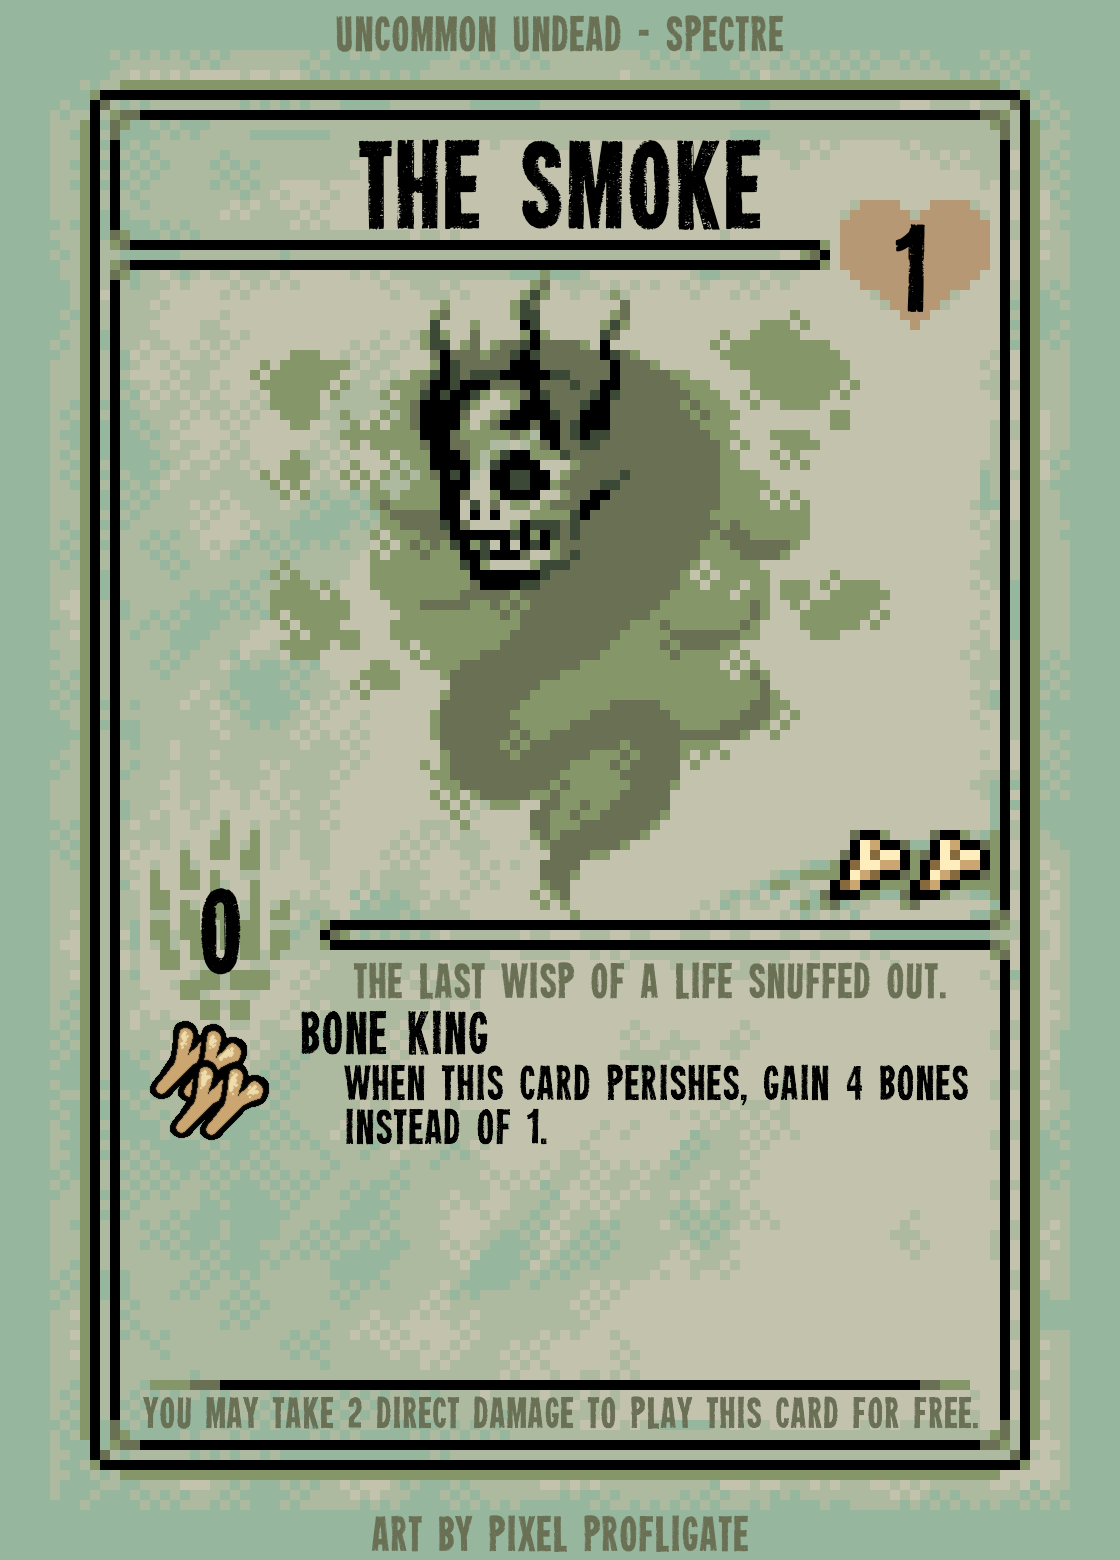 UNCOMMON UNDEAD - SPECTRE
THE SMOKE
1
0
THE LAST WISP OF A LIFE SNUFFED OUT.
BONE KING
WHEN THIS CARD PERISHES, GAIN 4 BONES
INSTEAD OF 1.
YOU MAY TAKE 2 DIRECT DAMAGE TO PLAY THIS CARD FOR FREE.
ART BY PIXEL PROFLIGATE